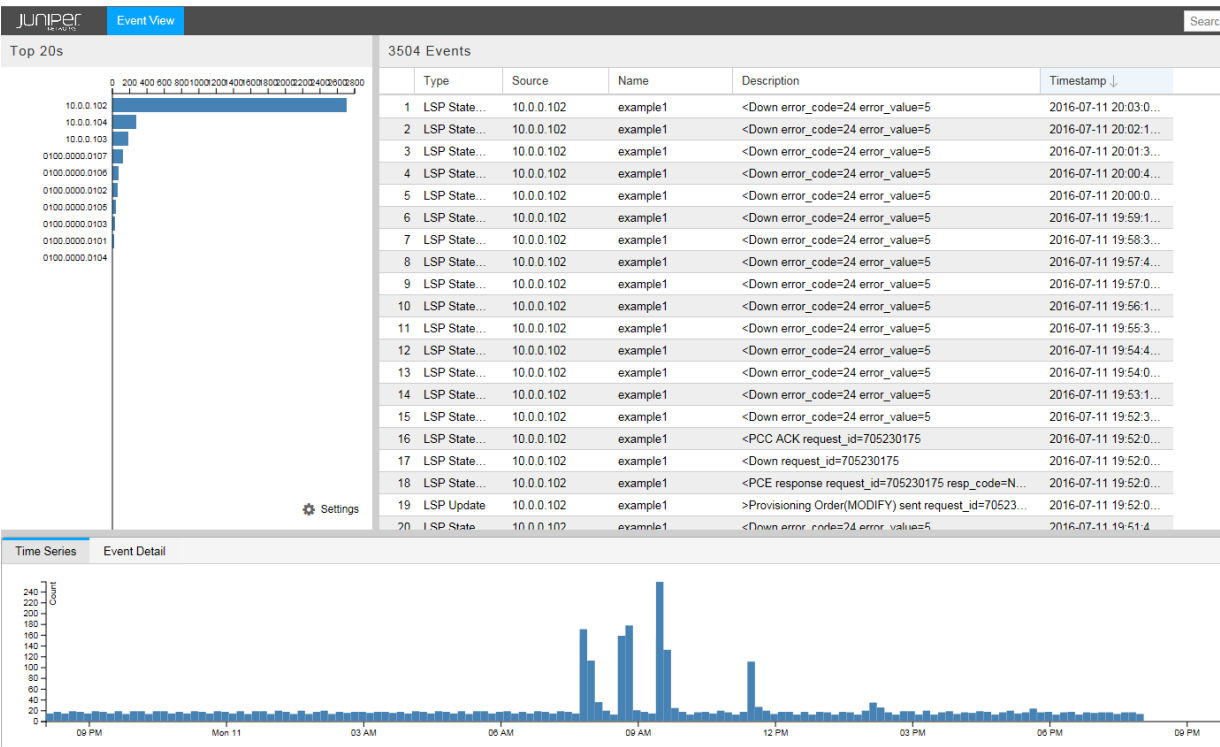 JUNIPER
NETWORKS
Event View
Searc
Top 20s
3504 Events
0 200 400 600 800 1000 1200 1400 1600 1800 2000 2200 2400 2600 2800
10.0.0.102
10.0.0.104
10.0.0.103
0100.0000.0107
0100.0000.0106
0100.0000.0102
0100.0000.0105
0100.0000.0103
0100.0000.0101
0100.0000.0104
Settings
Type Source Name Description Timestamp
1 LSP State... 10.0.0.102 example1 <Down error_code=24 error_value=5 2016-07-11 20:03:0...
2 LSP State... 10.0.0.102 example1 <Down error_code=24 error_value=5 2016-07-11 20:02:1...
3 LSP State... 10.0.0.102 example1 <Down error_code=24 error_value=5 2016-07-11 20:01:3...
4 LSP State... 10.0.0.102 example1 <Down error_code=24 error_value=5 2016-07-11 20:00:4...
5 LSP State... 10.0.0.102 example1 <Down error_code=24 error_value=5 2016-07-11 20:00:0...
6 LSP State... 10.0.0.102 example1 <Down error_code=24 error_value=5 2016-07-11 19:59:1...
7 LSP State... 10.0.0.102 example1 <Down error_code=24 error_value=5 2016-07-11 19:58:3...
8 LSP State... 10.0.0.102 example1 <Down error_code=24 error_value=5 2016-07-11 19:57:4...
9 LSP State... 10.0.0.102 example1 <Down error_code=24 error_value=5 2016-07-11 19:57:0...
10 LSP State... 10.0.0.102 example1 <Down error_code=24 error_value=5 2016-07-11 19:56:1...
11 LSP State... 10.0.0.102 example1 <Down error_code=24 error_value=5 2016-07-11 19:55:3...
12 LSP State... 10.0.0.102 example1 <Down error_code=24 error_value=5 2016-07-11 19:54:4...
13 LSP State... 10.0.0.102 example1 <Down error_code=24 error_value=5 2016-07-11 19:54:0...
14 LSP State... 10.0.0.102 example1 <Down error_code=24 error_value=5 2016-07-11 19:53:1...
15 LSP State... 10.0.0.102 example1 <Down error_code=24 error_value=5 2016-07-11 19:52:3...
16 LSP State... 10.0.0.102 example1 <PCC ACK request_id=705230175 2016-07-11 19:52:0...
17 LSP State... 10.0.0.102 example1 <Down request_id=705230175 2016-07-11 19:52:0...
18 LSP State... 10.0.0.102 example1 <PCE response request_id=705230175 resp_code=N... 2016-07-11 19:52:0...
19 LSP Update 10.0.0.102 example1 >Provisioning Order(MODIFY) sent request_id=70523... 2016-07-11 19:52:0...
20 LSP State 10.0.0.102 example1 <Down error_code=24 error_value=5 2016-07-11 19:51:4
Time Series Event Detail
Count
240
220
200
180
160
140
120
100
80
60
40
20
0
09 PM Mon 11 03 AM 06 AM 09 AM 12 PM 03 PM 06 PM 09 PM